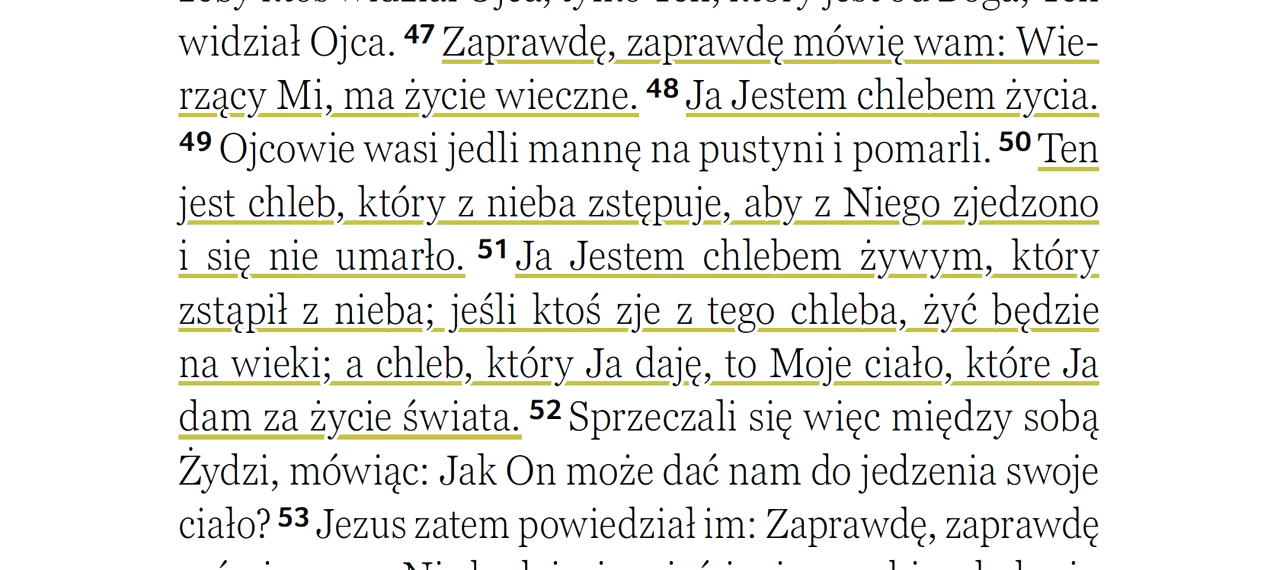 widział Ojca. 47 Zaprawdę, zaprawdę mówię wam: Wie-
rzący Mi, ma życie wieczne. 48 Ja Jestem chlebem życia.
49 Ojcowie wasi jedli mannę na pustyni i pomarli. 50 Ten
jest chleb, który z nieba zstępuje, aby z Niego zjedzono
i się nie umarło. 51 Ja Jestem chlebem żywym, który
zstąpił z nieba; jeśli ktoś zje z tego chleba, żyć będzie
na wieki; a chleb, który Ja daję, to Moje ciało, które Ja
dam za życie świata. 52 Sprzeczali się więc między sobą
Żydzi, mówiąc: Jak On może dać nam do jedzenia swoje
ciało? 53 Jezus zatem powiedział im: Zaprawdę, zaprawdę